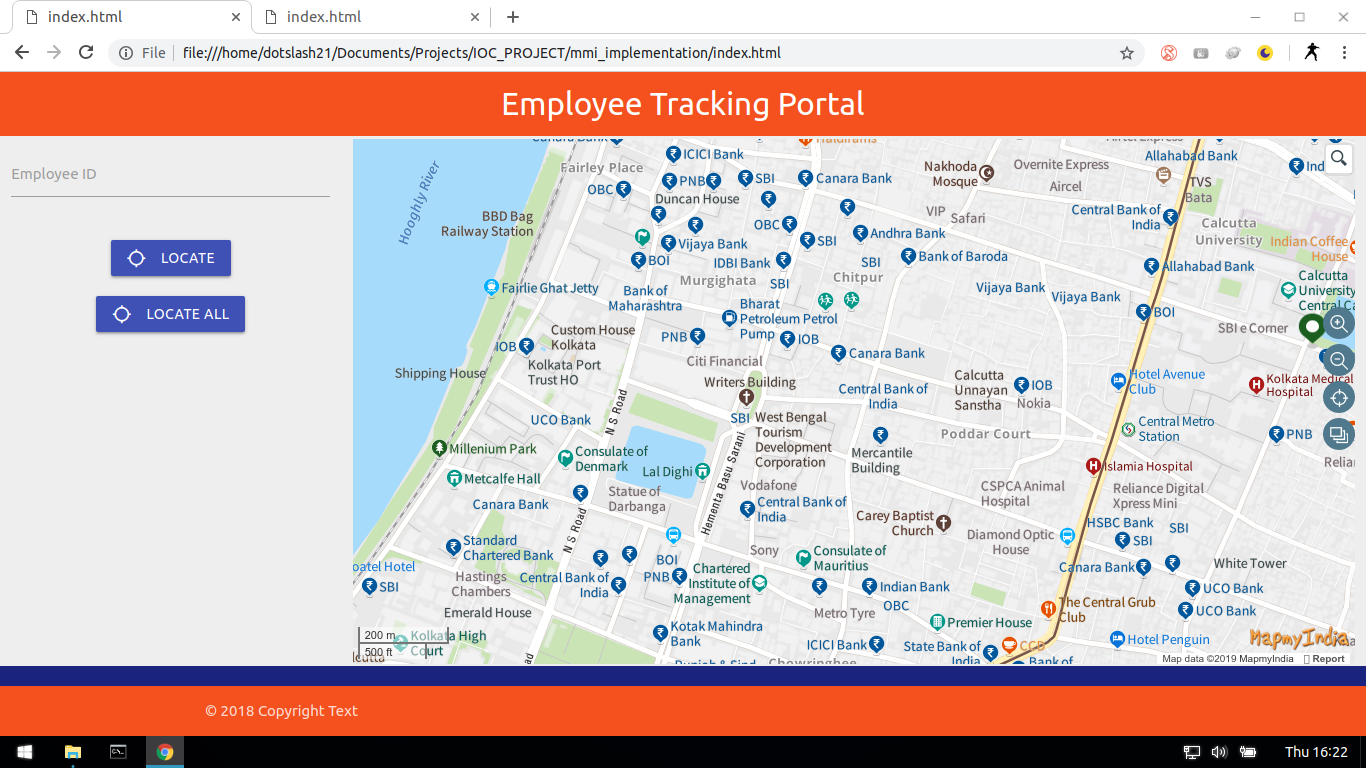 index.html
index.html
File
file:///home/dotslash21/Documents/Projects/IOC_PROJECT/mmi_implementation/index.html
Employee Tracking Portal
Employee ID
LOCATE
LOCATE ALL
Canara Bank
Haldirams
Airtel Express
Hooghly River
Fairley Place
ICICI Bank
Nakhoda
Mosque
Overnite Express
Allahabad Bank
Ind
OBC
PNB
SBI
Canara Bank
Aircel
TVS
Bata
Duncan House
BBD Bag
Railway Station
OBC
VIP
Safari
Central Bank of
India
Calcutta
University
Vijaya Bank
SBI
Andhra Bank
Indian Coffee
House
BOI
IDBI Bank
SBI
Bank of Baroda
Allahabad Bank
Murgighata
SBI
Chitpur
Calcutta
University
Central Ca
Fairlie Ghat Jetty
Bank of
Maharashtra
Bharat
Petroleum Petrol
Pump
Vijaya Bank
Vijaya Bank
BOI
Custom House
Kolkata
PNB
IOB
SBI e Corner
IOB
Kolkata Port
Trust HO
Citi Financial
Canara Bank
Shipping House
Writers Building
Central Bank of
India
Calcutta
Unnayan
Sanstha
IOB
Nokia
Hotel Avenue
Club
Kolkata Medical
Hospital
UCO Bank
N S Road
SBI
West Bengal
Tourism
Development
Corporation
Poddar Court
Central Metro
Station
PNB
Millenium Park
Consulate of
Denmark
Lal Dighi
Hementa Basu Sarani
Mercantile
Building
Islamia Hospital
Relian
Metcalfe Hall
Statue of
Darbanga
Vodafone
CSPCA Animal
Hospital
Reliance Digital
Xpress Mini
Canara Bank
N S Road
Central Bank of
India
Carey Baptist
Church
Diamond Optic
House
HSBC Bank
SBI
SBI
Standard
Chartered Bank
BOI
Sony
Consulate of
Mauritius
Canara Bank
White Tower
oatel Hotel
SBI
Hastings
Chambers
Central Bank of
India
PNB
Chartered
Institute of
Management
Indian Bank
UCO Bank
Emerald House
Metro Tyre
OBC
The Central Grub
Club
UCO Bank
Kolkata High
Court
Kotak Mahindra
Bank
Premier House
ICICI Bank
State Bank of
India
CCD
Hotel Penguin
Bank of
Punjab & Sind
Chowringhee
200 m
500 ft
MapmyIndia
Map data ©2019 MapmyIndia
Report
© 2018 Copyright Text
Thu 16:22